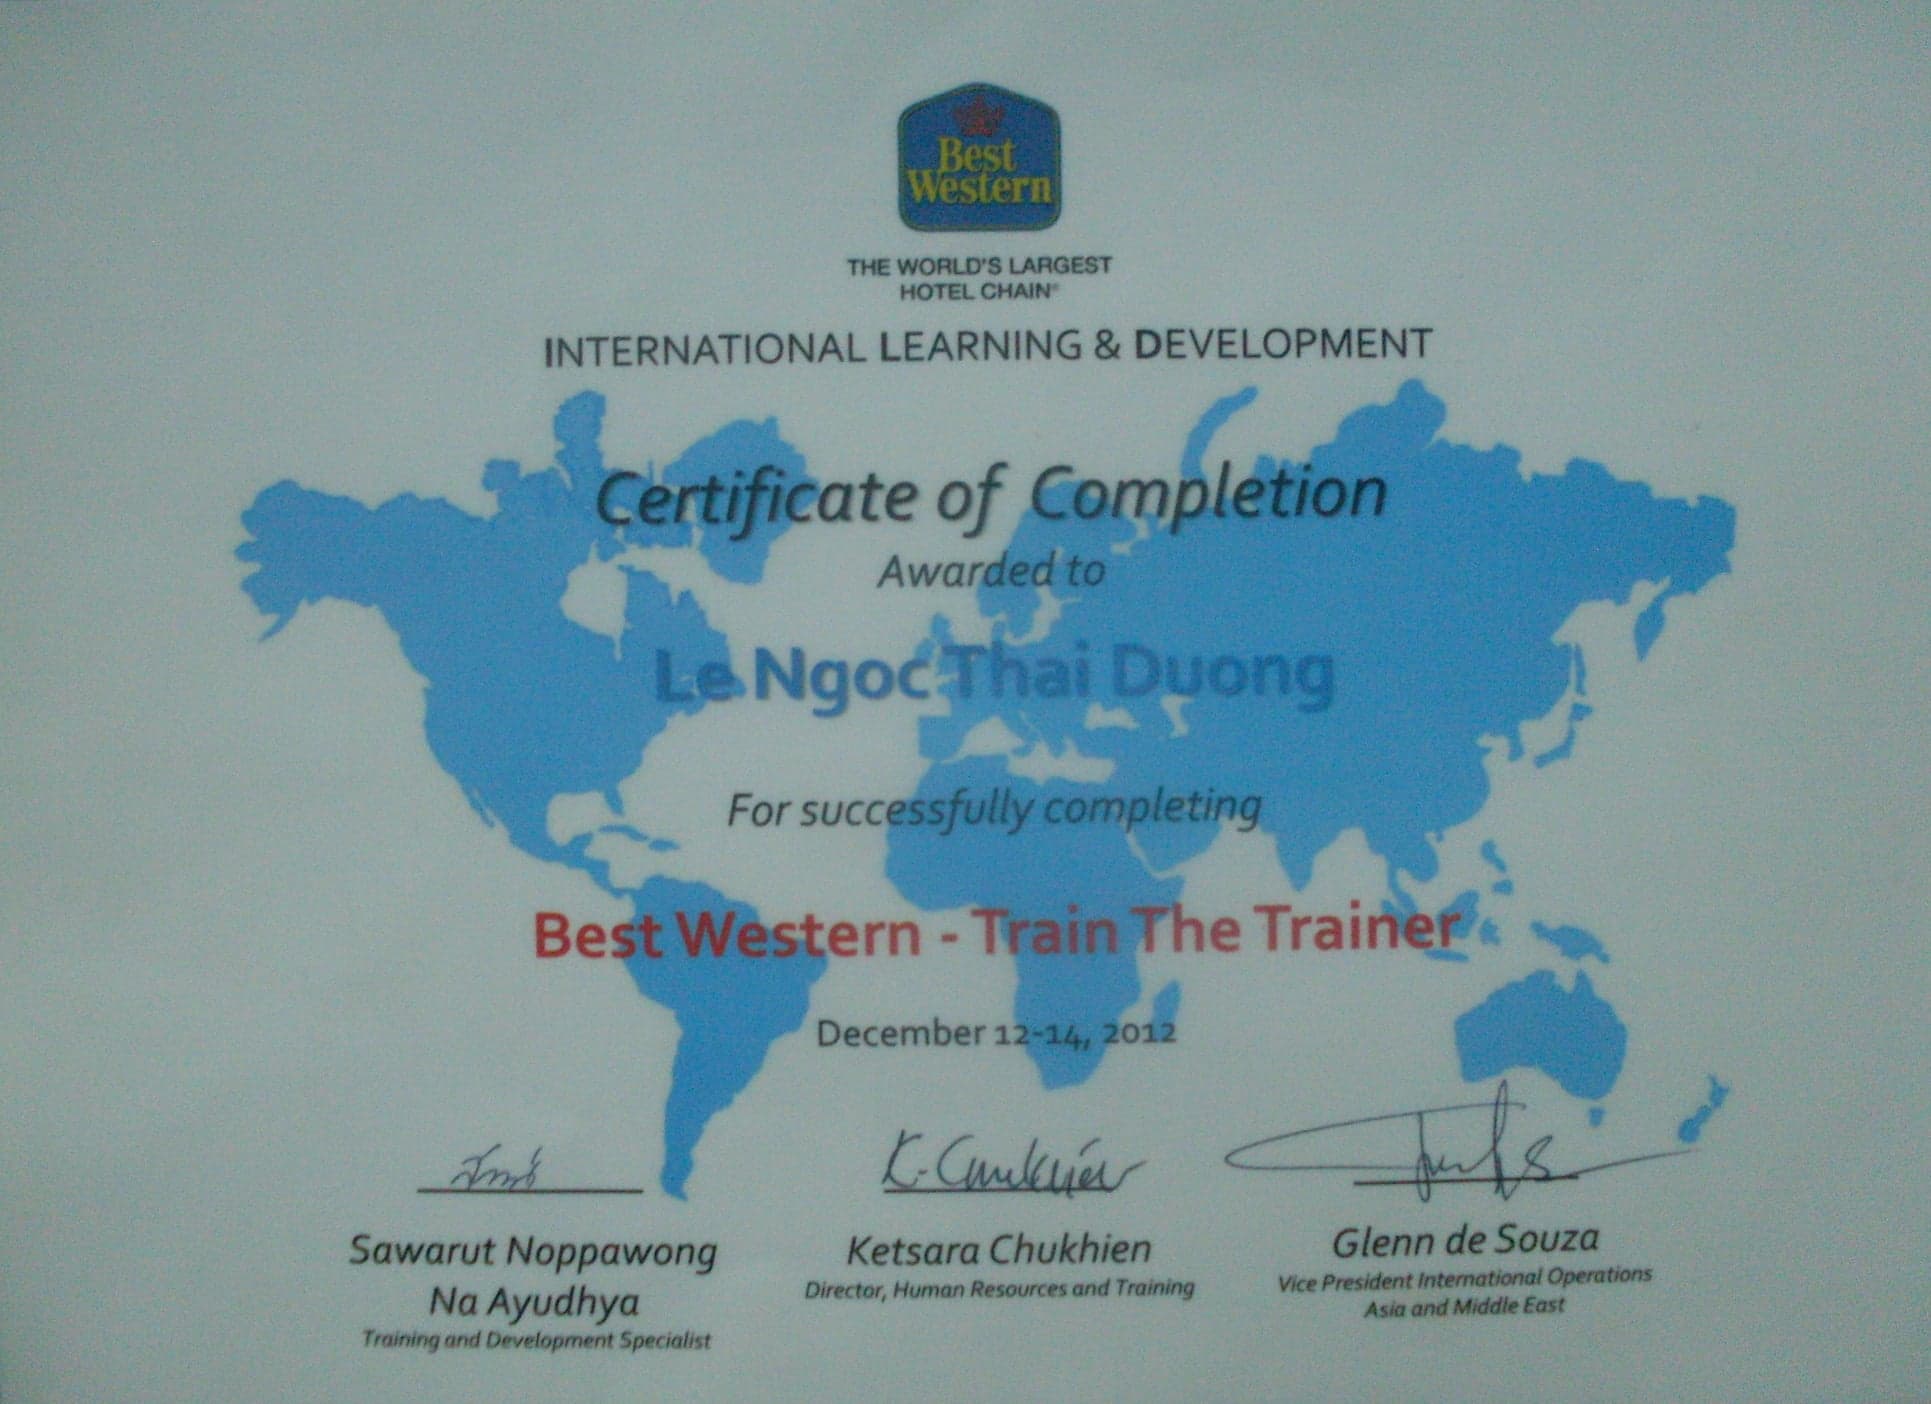 Best
Western
THE WORLD'S LARGEST
HOTEL CHAIN®
INTERNATIONAL LEARNING & DEVELOPMENT
Certificate of Completion
Awarded to
Le Ngoc Thai Duong
For successfully completing
Best Western - Train The Trainer
December 12-14, 2012
K. Chukhien
Sawarut Noppawong
Na Ayudhya
Training and Development Specialist
Ketsara Chukhien
Director, Human Resources and Training
Glenn de Souza
Vice President International Operations
Asia and Middle East